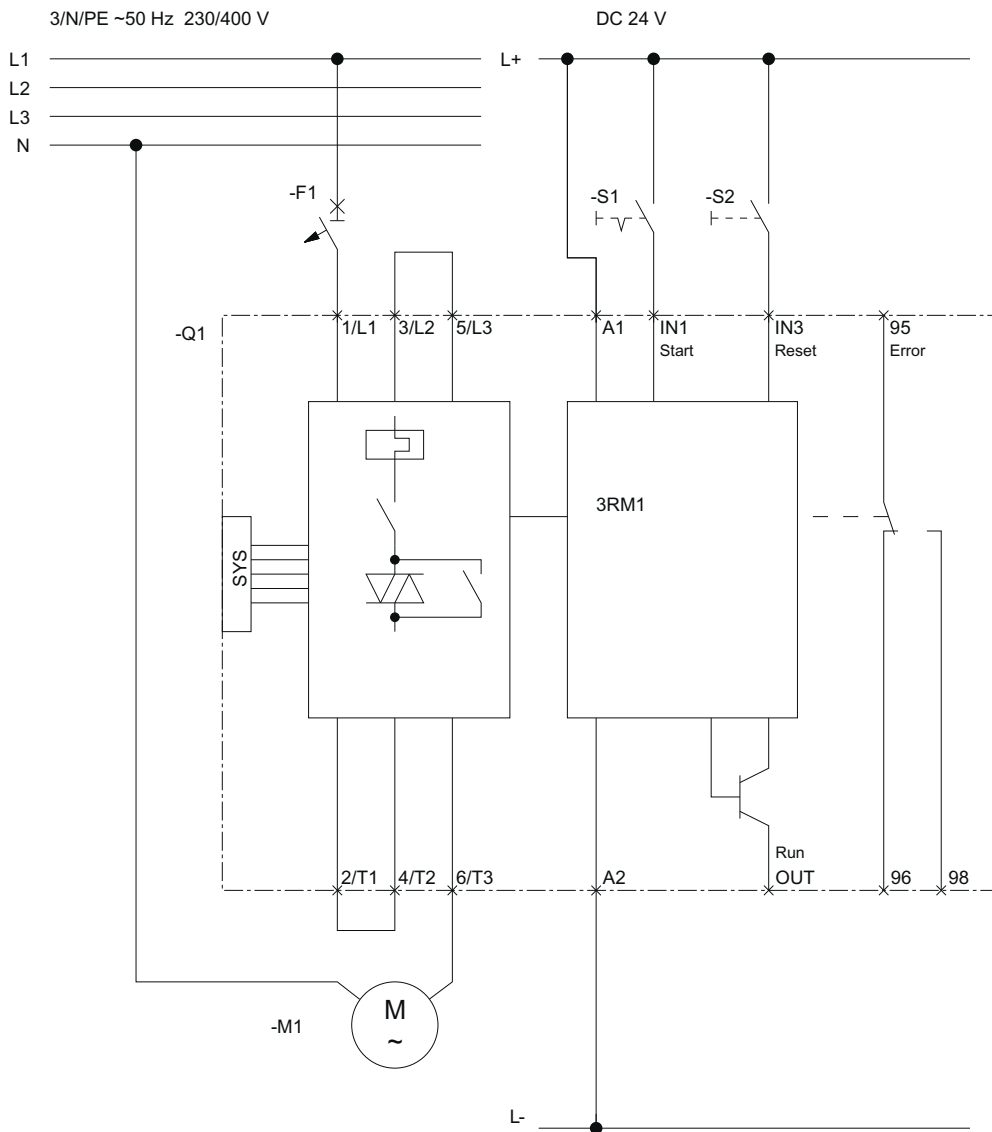 3/N/PE ~50 Hz 230/400 V
DC 24 V
L1
L+
L2
L3
N
-F1
-S1
-S2
-Q1
1/L1
3/L2
5/L3
A1
IN1
IN3
95
Start
Reset
Error
3RM1
SYS
Run
2/T1
4/T2
6/T3
A2
OUT
96
98
M
~
-M1
L-